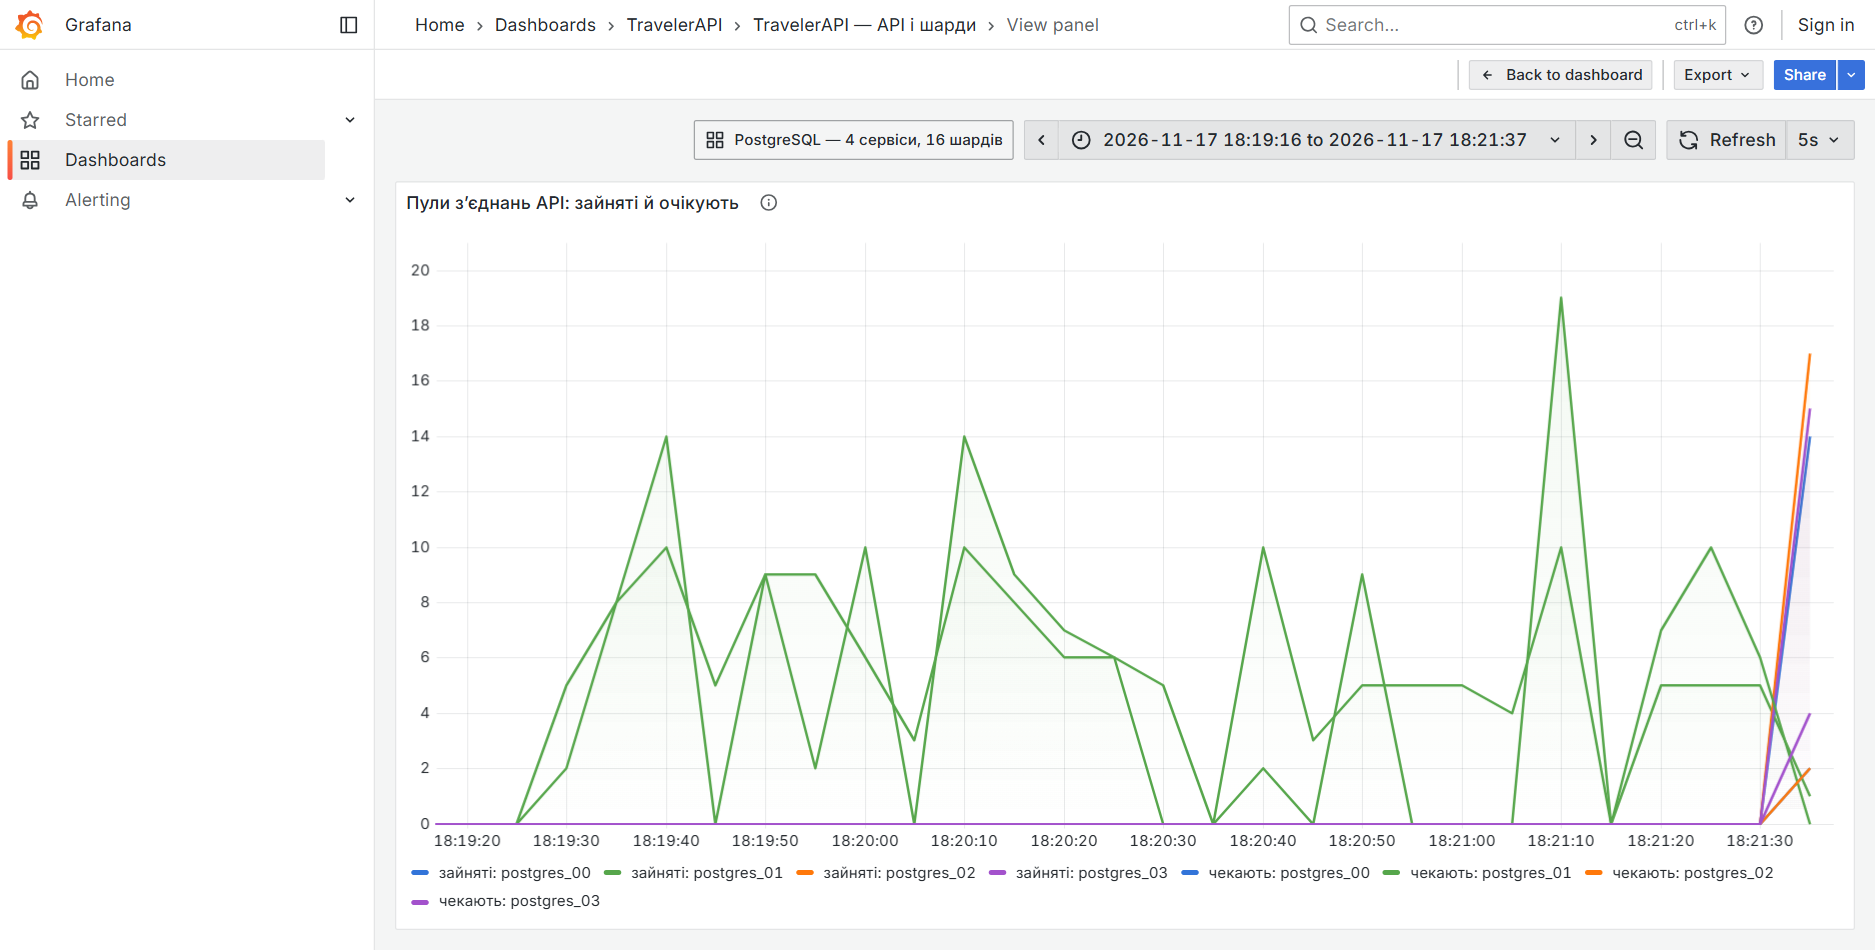 Grafana
Home › Dashboards › TravelerAPI › TravelerAPI — API і шарди › View panel
Search... ctrl+k
Sign in
Home
Starred
Dashboards
Alerting
Back to dashboard
Export
Share
PostgreSQL — 4 сервіси, 16 шардів
2026-11-17 18:19:16 to 2026-11-17 18:21:37
Refresh
5s
Пули з’єднань API: зайняті й очікують
20
18
16
14
12
10
8
6
4
2
0
18:19:20 18:19:30 18:19:40 18:19:50 18:20:00 18:20:10 18:20:20 18:20:30 18:20:40 18:20:50 18:21:00 18:21:10 18:21:20 18:21:30
зайняті: postgres_00 зайняті: postgres_01 зайняті: postgres_02 зайняті: postgres_03 чекають: postgres_00 чекають: postgres_01 чекають: postgres_02
чекають: postgres_03